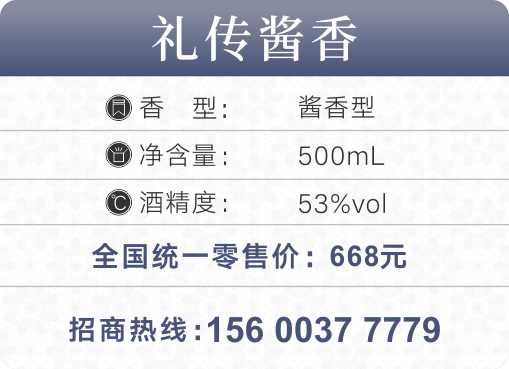 礼传酱香
香　型： 酱香型
净含量： 500mL
酒精度： 53%vol
全国统一零售价：668元
招商热线:156 0037 7779